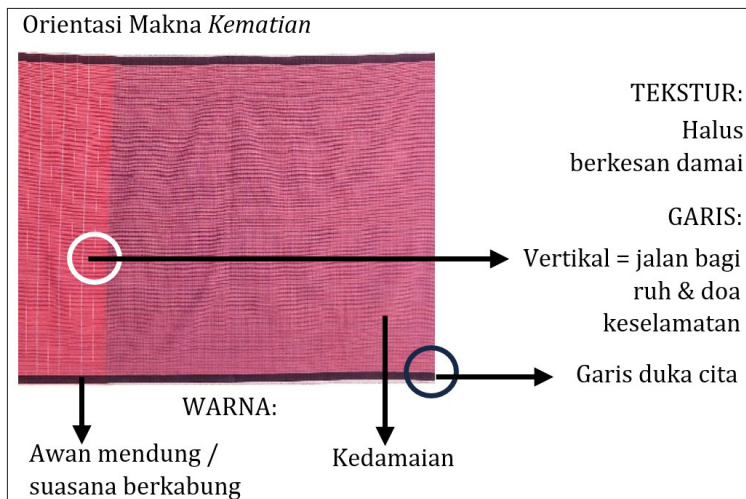 Orientasi Makna Kematian
TEKSTUR:
Halus
berkesan damai
GARIS:
Vertikal = jalan bagi
ruh & doa
keselamatan
Garis duka cita
WARNA:
Awan mendung /
suasana berkabung
Kedamaian